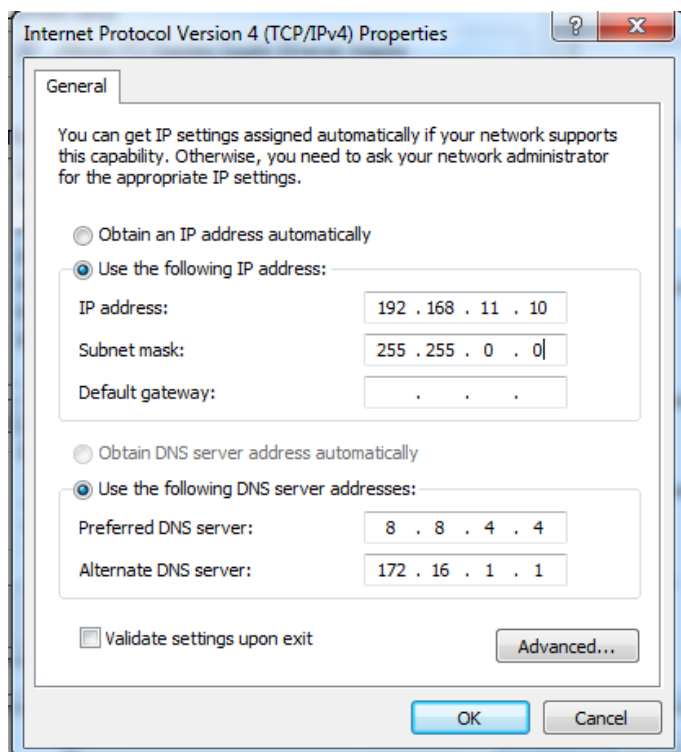 Internet Protocol Version 4 (TCP/IPv4) Properties
?
X
General
You can get IP settings assigned automatically if your network supports
this capability. Otherwise, you need to ask your network administrator
for the appropriate IP settings.
Obtain an IP address automatically
Use the following IP address:
IP address: 192 . 168 . 11 . 10
Subnet mask: 255 . 255 . 0 . 0
Default gateway: . . .
Obtain DNS server address automatically
Use the following DNS server addresses:
Preferred DNS server: 8 . 8 . 4 . 4
Alternate DNS server: 172 . 16 . 1 . 1
Validate settings upon exit
Advanced...
OK Cancel